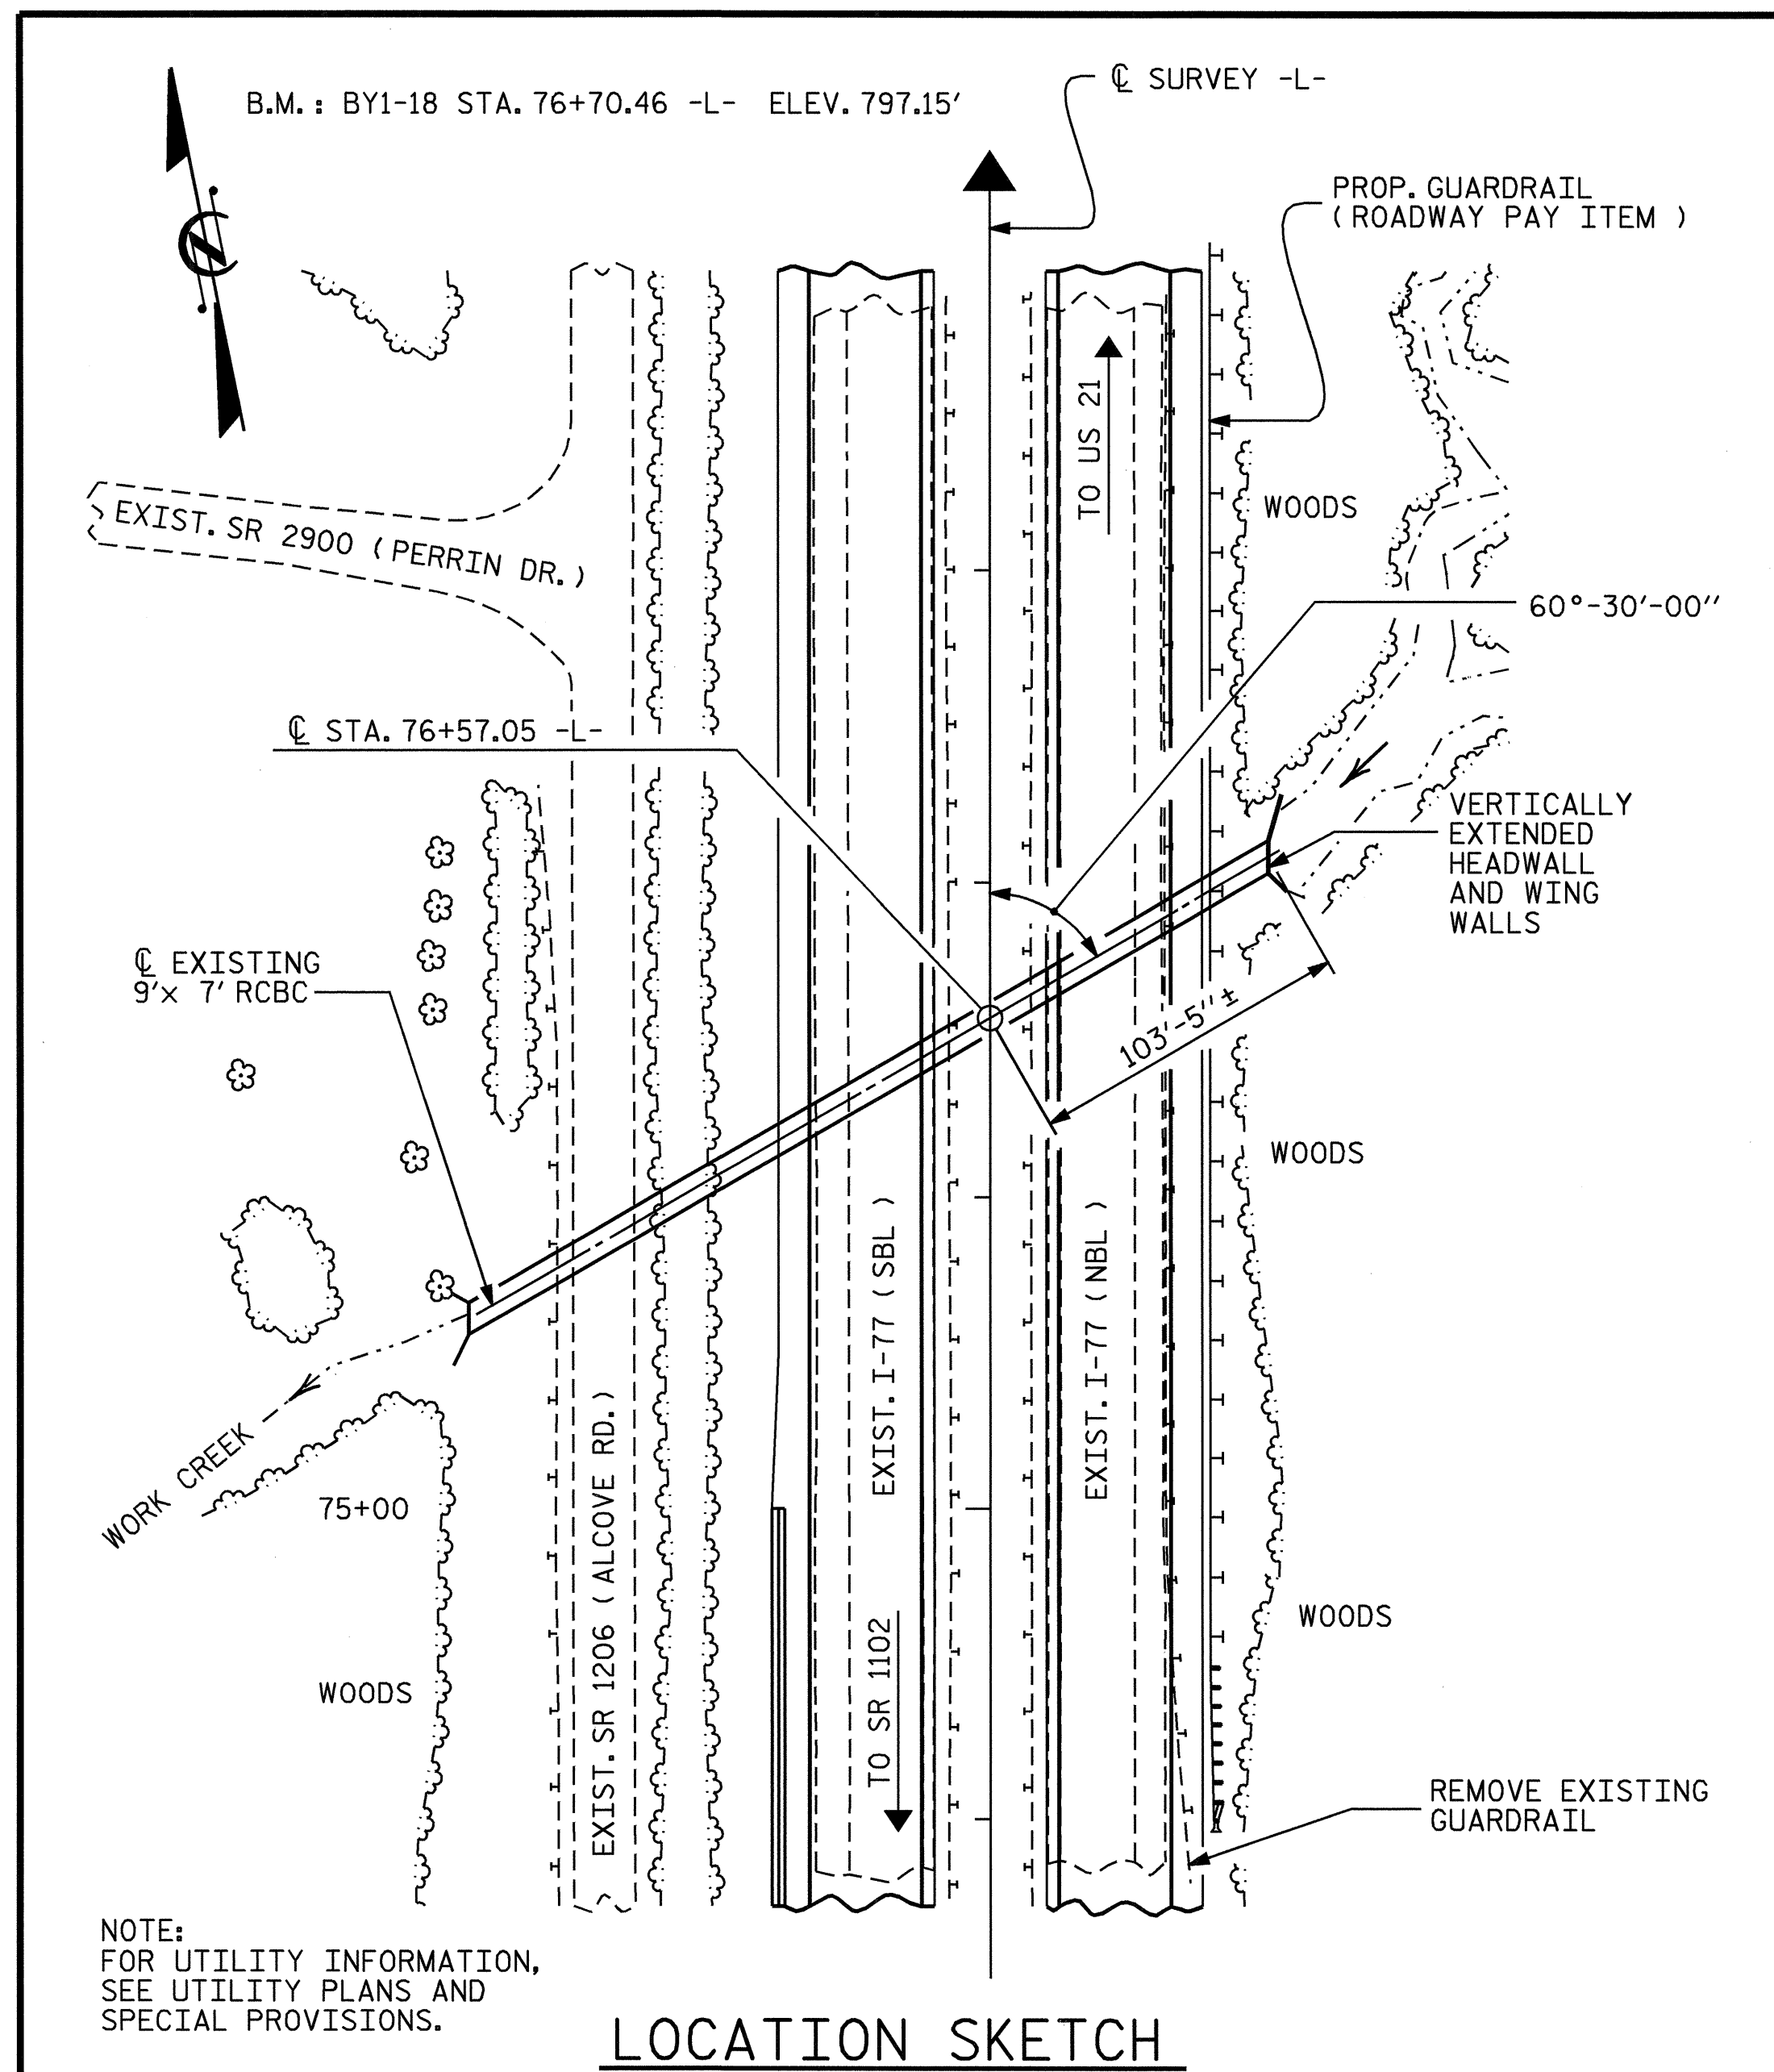 B.M.: BY1-18 STA. 76+70.46 -L- ELEV. 797.15'
℄ SURVEY -L-
PROP. GUARDRAIL
( ROADWAY PAY ITEM )
N
TO US 21
WOODS
EXIST. SR 2900 ( PERRIN DR. )
60°-30'-00"
℄ STA. 76+57.05 -L-
VERTICALLY
EXTENDED
HEADWALL
AND WING
WALLS
℄ EXISTING
9'x 7' RCBC
103'-5" ±
WOODS
EXIST. I-77 ( SBL )
EXIST. I-77 ( NBL )
WORK CREEK
75+00
EXIST. SR 1206 ( ALCOVE RD. )
WOODS
WOODS
TO SR 1102
REMOVE EXISTING
GUARDRAIL
NOTE:
FOR UTILITY INFORMATION,
SEE UTILITY PLANS AND
SPECIAL PROVISIONS.
LOCATION SKETCH